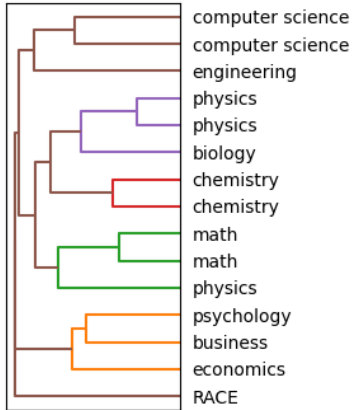 computer science
computer science
engineering
physics
physics
biology
chemistry
chemistry
math
math
physics
psychology
business
economics
RACE